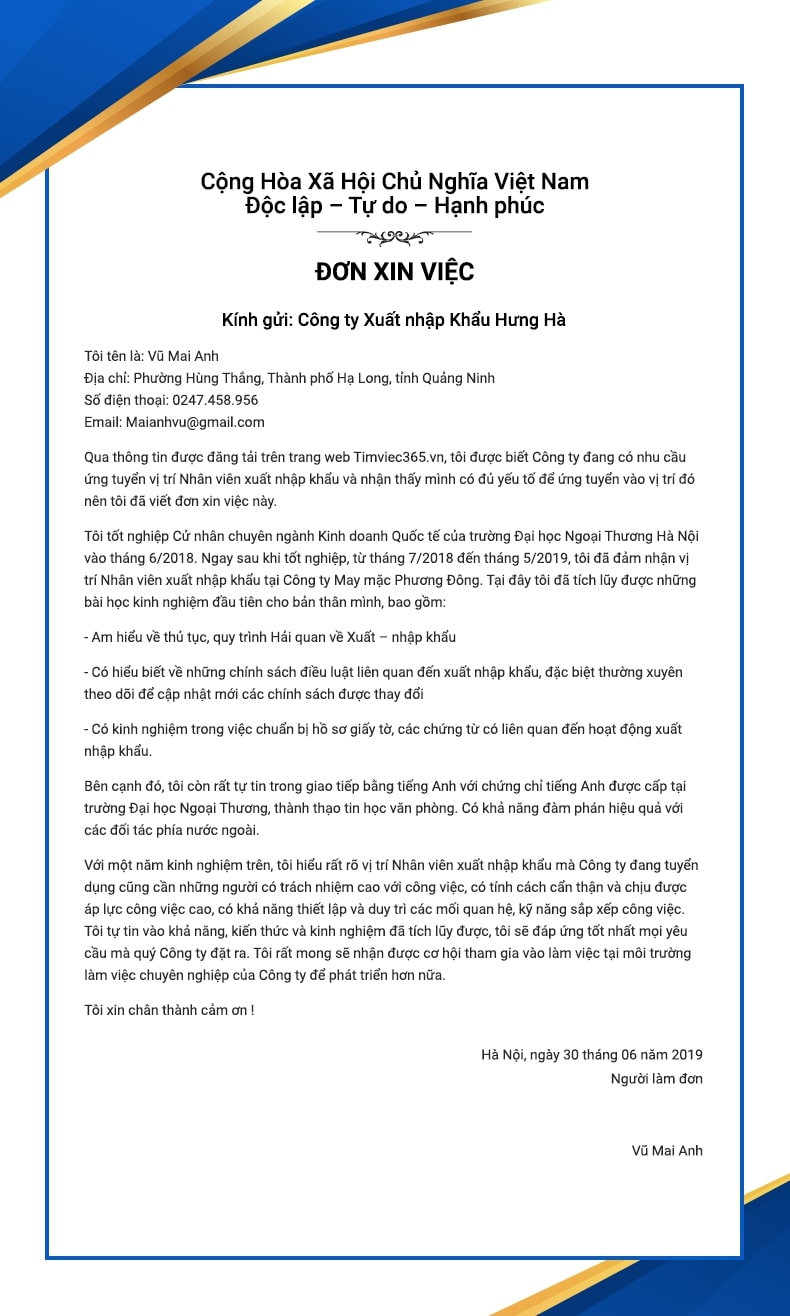 Cộng Hòa Xã Hội Chủ Nghĩa Việt Nam
Độc lập – Tự do – Hạnh phúc
ĐƠN XIN VIỆC
Kính gửi: Công ty Xuất nhập Khẩu Hưng Hà
Tôi tên là: Vũ Mai Anh
Địa chỉ: Phường Hùng Thắng, Thành phố Hạ Long, tỉnh Quảng Ninh
Số điện thoại: 0247.458.956
Email: Maianhvu@gmail.com
Qua thông tin được đăng tải trên trang web Timviec365.vn, tôi được biết Công ty đang có nhu cầu
ứng tuyển vị trí Nhân viên xuất nhập khẩu và nhận thấy mình có đủ yếu tố để ứng tuyển vào vị trí đó
nên tôi đã viết đơn xin việc này.
Tôi tốt nghiệp Cử nhân chuyên ngành Kinh doanh Quốc tế của trường Đại học Ngoại Thương Hà Nội
vào tháng 6/2018. Ngay sau khi tốt nghiệp, từ tháng 7/2018 đến tháng 5/2019, tôi đã đảm nhận vị
trí Nhân viên xuất nhập khẩu tại Công ty May mặc Phương Đông. Tại đây tôi đã tích lũy được những
bài học kinh nghiệm đầu tiên cho bản thân mình, bao gồm:
- Am hiểu về thủ tục, quy trình Hải quan về Xuất – nhập khẩu
- Có hiểu biết về những chính sách điều luật liên quan đến xuất nhập khẩu, đặc biệt thường xuyên
theo dõi để cập nhật mới các chính sách được thay đổi
- Có kinh nghiệm trong việc chuẩn bị hồ sơ giấy tờ, các chứng từ có liên quan đến hoạt động xuất
nhập khẩu.
Bên cạnh đó, tôi còn rất tự tin trong giao tiếp bằng tiếng Anh với chứng chỉ tiếng Anh được cấp tại
trường Đại học Ngoại Thương, thành thạo tin học văn phòng. Có khả năng đàm phán hiệu quả với
các đối tác phía nước ngoài.
Với một năm kinh nghiệm trên, tôi hiểu rất rõ vị trí Nhân viên xuất nhập khẩu mà Công ty đang tuyển
dụng cũng cần những người có trách nhiệm cao với công việc, có tính cách cẩn thận và chịu được
áp lực công việc cao, có khả năng thiết lập và duy trì các mối quan hệ, kỹ năng sắp xếp công việc.
Tôi tự tin vào khả năng, kiến thức và kinh nghiệm đã tích lũy được, tôi sẽ đáp ứng tốt nhất mọi yêu
cầu mà quý Công ty đặt ra. Tôi rất mong sẽ nhận được cơ hội tham gia vào làm việc tại môi trường
làm việc chuyên nghiệp của Công ty để phát triển hơn nữa.
Tôi xin chân thành cảm ơn !
Hà Nội, ngày 30 tháng 06 năm 2019
Người làm đơn
Vũ Mai Anh